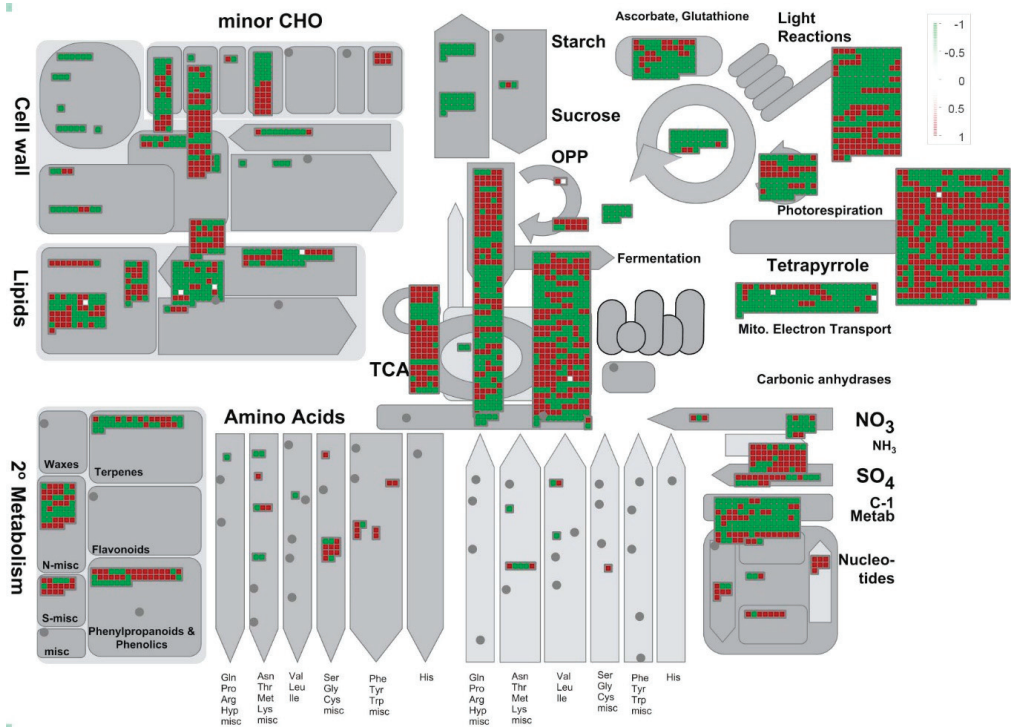 minor CHO
Ascorbate, Glutathione
Light
Reactions
-1
-0.5
0
0.5
1
Starch
Sucrose
Cell wall
OPP
Photorespiration
Fermentation
Tetrapyrrole
Lipids
Mito. Electron Transport
TCA
Carbonic anhydrases
Amino Acids
NO3
NH3
SO4
C-1
Metab
Nucleo-
tides
2° Metabolism
Waxes
Terpenes
N-misc
Flavonoids
S-misc
misc
Phenylpropanoids &
Phenolics
Gln
Pro
Arg
Hyp
misc
Asn
Thr
Met
Lys
misc
Val
Leu
Ile
Ser
Gly
Cys
misc
Phe
Tyr
Trp
misc
His
Gln
Pro
Arg
Hyp
misc
Asn
Thr
Met
Lys
misc
Val
Leu
Ile
Ser
Gly
Cys
misc
Phe
Tyr
Trp
misc
His